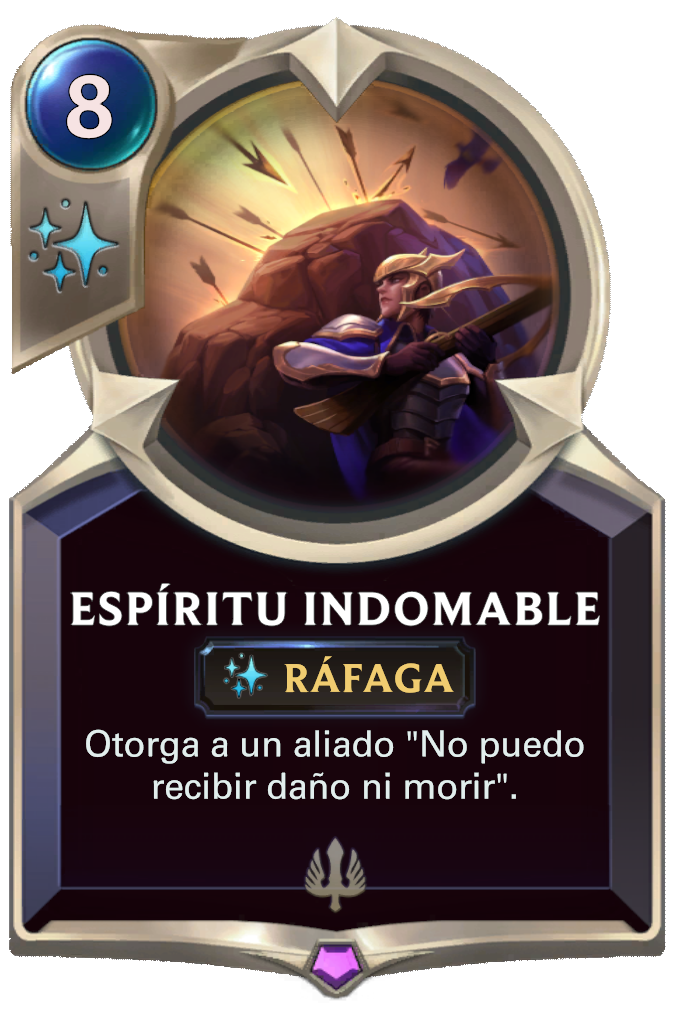 8
ESPÍRITU INDOMABLE
RÁFAGA
Otorga a un aliado "No puedo
recibir daño ni morir".